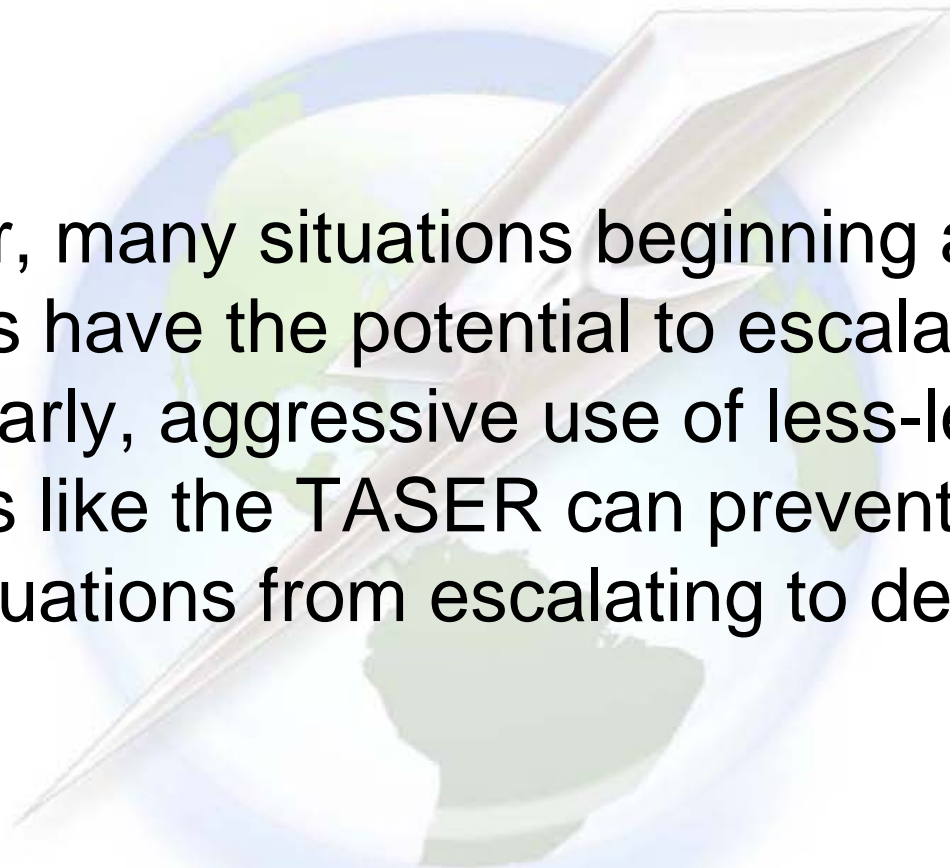 r, many situations beginning a
s have the potential to escala
arly, aggressive use of less-le
s like the TASER can prevent
uations from escalating to de